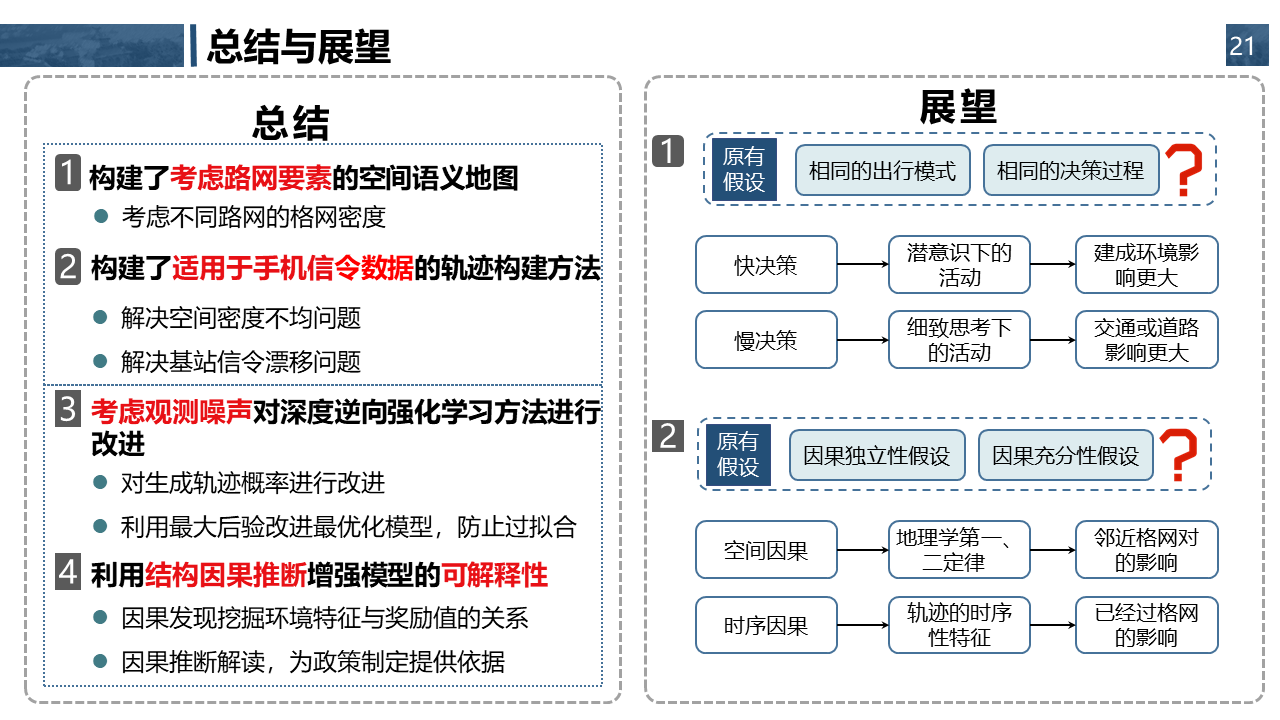 总结与展望
21
总结
1 构建了考虑路网要素的空间语义地图
考虑不同路网的格网密度
2 构建了适用于手机信令数据的轨迹构建方法
解决空间密度不均问题
解决基站信令漂移问题
3 考虑观测噪声对深度逆向强化学习方法进行
改进
对生成轨迹概率进行改进
利用最大后验改进最优化模型，防止过拟合
4 利用结构因果推断增强模型的可解释性
因果发现挖掘环境特征与奖励值的关系
因果推断解读，为政策制定提供依据
展望
1
原有
假设
相同的出行模式
相同的决策过程
?
快决策
潜意识下的
活动
建成环境影
响更大
慢决策
细致思考下
的活动
交通或道路
影响更大
2
原有
假设
因果独立性假设
因果充分性假设
?
空间因果
地理学第一、
二定律
邻近格网对
的影响
时序因果
轨迹的时序
性特征
已经过格网
的影响